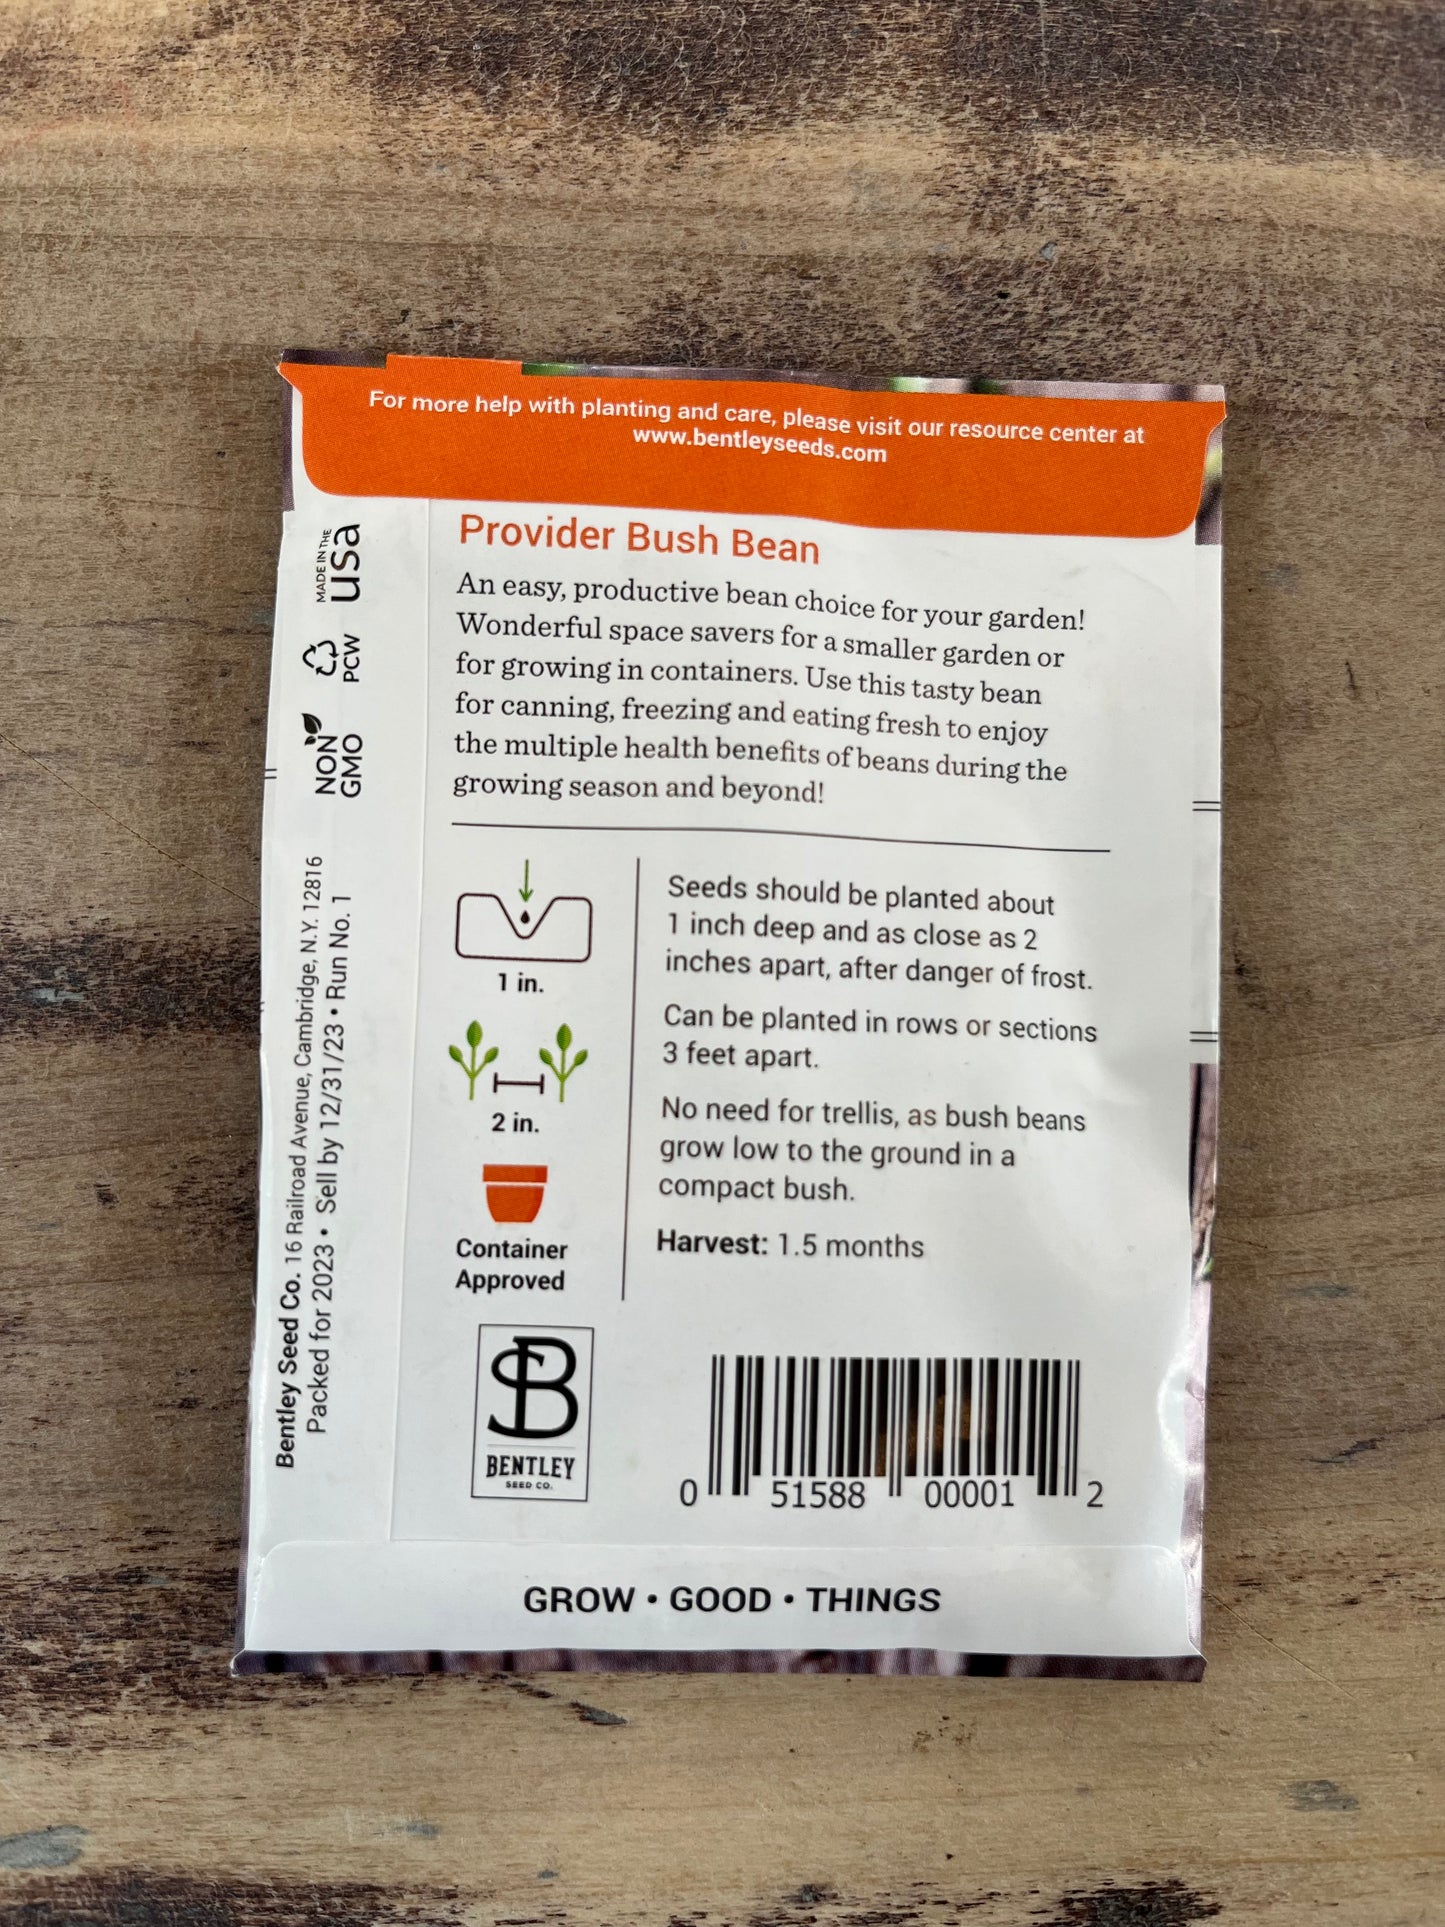 For more help with planting and care, please visit our resource center at
www.bentleyseeds.com
MADE IN THE
usa
PCW
NON
GMO
Bentley Seed Co. 16 Railroad Avenue, Cambridge, N.Y. 12816
Packed for 2023 • Sell by 12/31/23 • Run No. 1
Provider Bush Bean
An easy, productive bean choice for your garden!
Wonderful space savers for a smaller garden or
for growing in containers. Use this tasty bean
for canning, freezing and eating fresh to enjoy
the multiple health benefits of beans during the
growing season and beyond!
1 in.
2 in.
Container
Approved
Seeds should be planted about
1 inch deep and as close as 2
inches apart, after danger of frost.
Can be planted in rows or sections
3 feet apart.
No need for trellis, as bush beans
grow low to the ground in a
compact bush.
Harvest: 1.5 months
SB
BENTLEY
SEED CO.
0 51588 00001 2
GROW • GOOD • THINGS